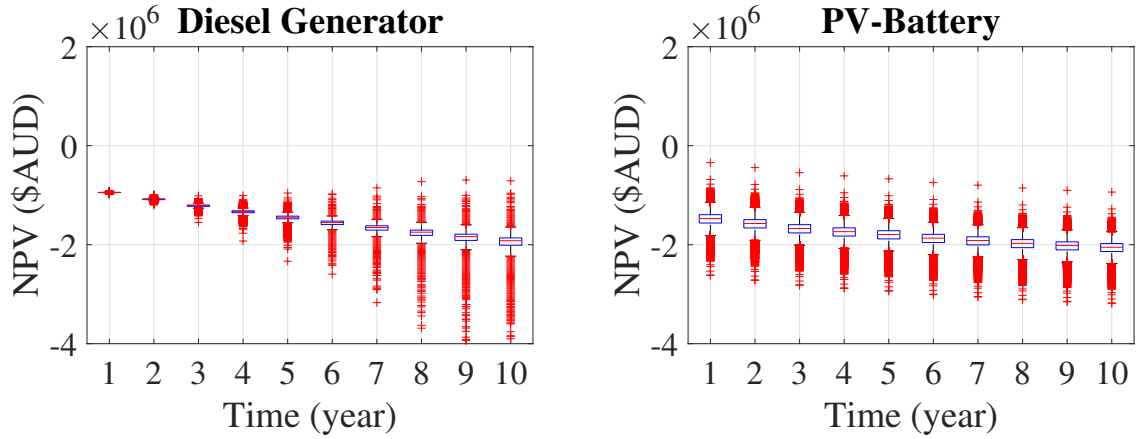 Diesel Generator
×10⁶
2
0
-2
-4
NPV ($AUD)
1 2 3 4 5 6 7 8 9 10
Time (year)
PV-Battery
×10⁶
2
0
-2
-4
NPV ($AUD)
1 2 3 4 5 6 7 8 9 10
Time (year)